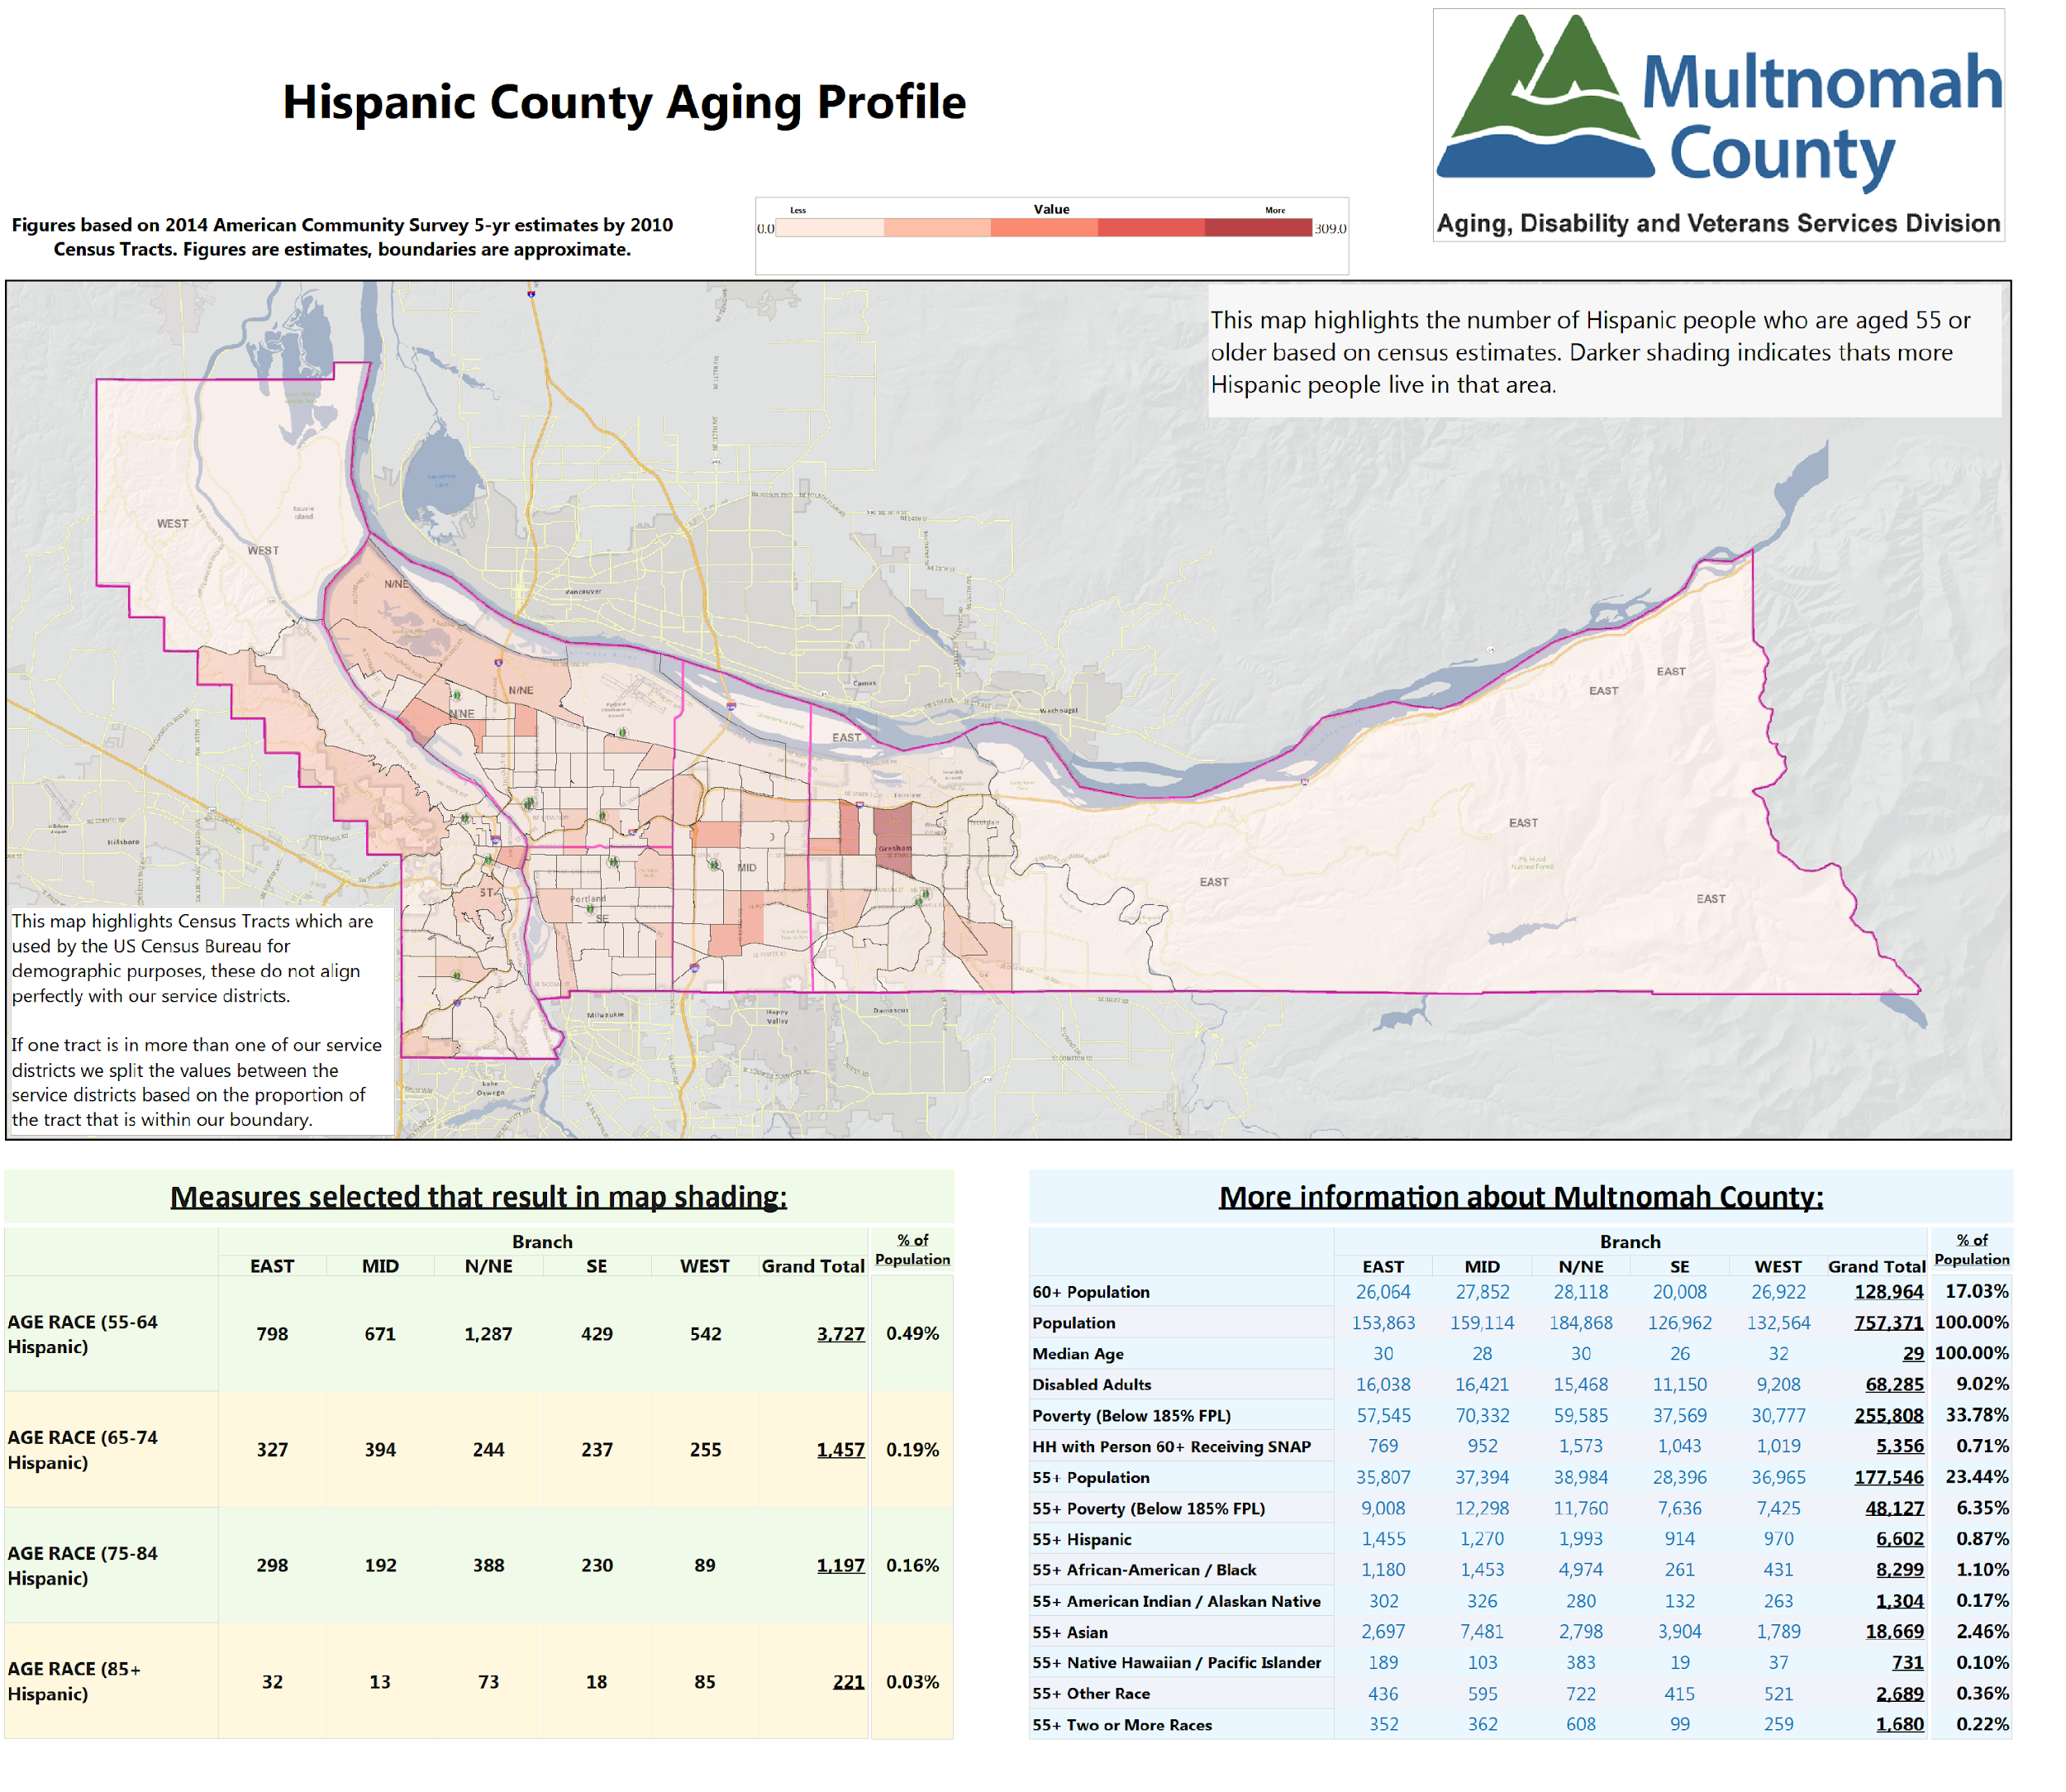 Hispanic County Aging Profile
Multnomah
County
Aging, Disability and Veterans Services Division
Figures based on 2014 American Community Survey 5-yr estimates by 2010
Census Tracts. Figures are estimates, boundaries are approximate.
Less Value More
0.0 309.0
This map highlights the number of Hispanic people who are aged 55 or
older based on census estimates. Darker shading indicates thats more
Hispanic people live in that area.
WEST
WEST
N/NE
N/NE
N/NE
Vancouver
Camas
Washougal
EAST
EAST
EAST
EAST
EAST
EAST
Hillsboro
Gresham
MID
Portland
SE
Milwaukie
Happy
Valley
Damascus
Lake
Oswego
This map highlights Census Tracts which are
used by the US Census Bureau for
demographic purposes, these do not align
perfectly with our service districts.
If one tract is in more than one of our service
districts we split the values between the
service districts based on the proportion of
the tract that is within our boundary.
Measures selected that result in map shading:
Branch % of
EAST MID N/NE SE WEST Grand Total Population
AGE RACE (55-64
Hispanic) 798 671 1,287 429 542 3,727 0.49%
AGE RACE (65-74
Hispanic) 327 394 244 237 255 1,457 0.19%
AGE RACE (75-84
Hispanic) 298 192 388 230 89 1,197 0.16%
AGE RACE (85+
Hispanic) 32 13 73 18 85 221 0.03%
More information about Multnomah County:
Branch % of
EAST MID N/NE SE WEST Grand Total Population
60+ Population 26,064 27,852 28,118 20,008 26,922 128,964 17.03%
Population 153,863 159,114 184,868 126,962 132,564 757,371 100.00%
Median Age 30 28 30 26 32 29 100.00%
Disabled Adults 16,038 16,421 15,468 11,150 9,208 68,285 9.02%
Poverty (Below 185% FPL) 57,545 70,332 59,585 37,569 30,777 255,808 33.78%
HH with Person 60+ Receiving SNAP 769 952 1,573 1,043 1,019 5,356 0.71%
55+ Population 35,807 37,394 38,984 28,396 36,965 177,546 23.44%
55+ Poverty (Below 185% FPL) 9,008 12,298 11,760 7,636 7,425 48,127 6.35%
55+ Hispanic 1,455 1,270 1,993 914 970 6,602 0.87%
55+ African-American / Black 1,180 1,453 4,974 261 431 8,299 1.10%
55+ American Indian / Alaskan Native 302 326 280 132 263 1,304 0.17%
55+ Asian 2,697 7,481 2,798 3,904 1,789 18,669 2.46%
55+ Native Hawaiian / Pacific Islander 189 103 383 19 37 731 0.10%
55+ Other Race 436 595 722 415 521 2,689 0.36%
55+ Two or More Races 352 362 608 99 259 1,680 0.22%